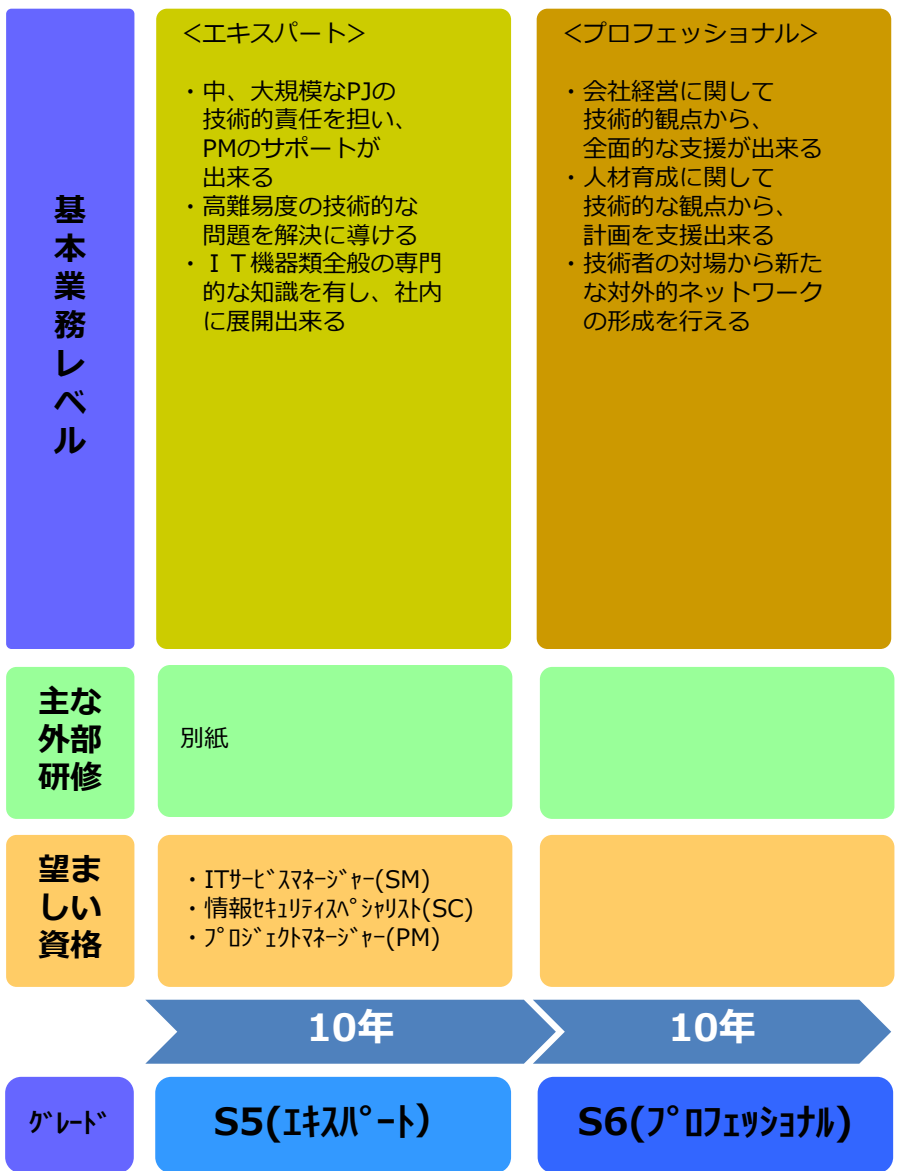 基本業務レベル
<エキスパート>
・中、大規模なPJの
技術的責任を担い、
PMのサポートが
出来る
・高難易度の技術的な
問題を解決に導ける
・ＩＴ機器類全般の専門
的な知識を有し、社内
に展開出来る
<プロフェッショナル>
・会社経営に関して
技術的観点から、
全面的な支援が出来る
・人材育成に関して
技術的な観点から、
計画を支援出来る
・技術者の対場から新た
な対外的ネットワーク
の形成を行える
主な
外部
研修
別紙
望ま
しい
資格
・ITｻｰﾋﾞｽﾏﾈｰｼﾞｬｰ(SM)
・情報ｾｷｭﾘﾃｨｽﾍﾟｼｬﾘｽﾄ(SC)
・ﾌﾟﾛｼﾞｪｸﾄﾏﾈｰｼﾞｬｰ(PM)
10年
10年
ｸﾞﾚｰﾄﾞ
S5(ｴｷｽﾊﾟｰﾄ)
S6(ﾌﾟﾛﾌｪｯｼｮﾅﾙ)